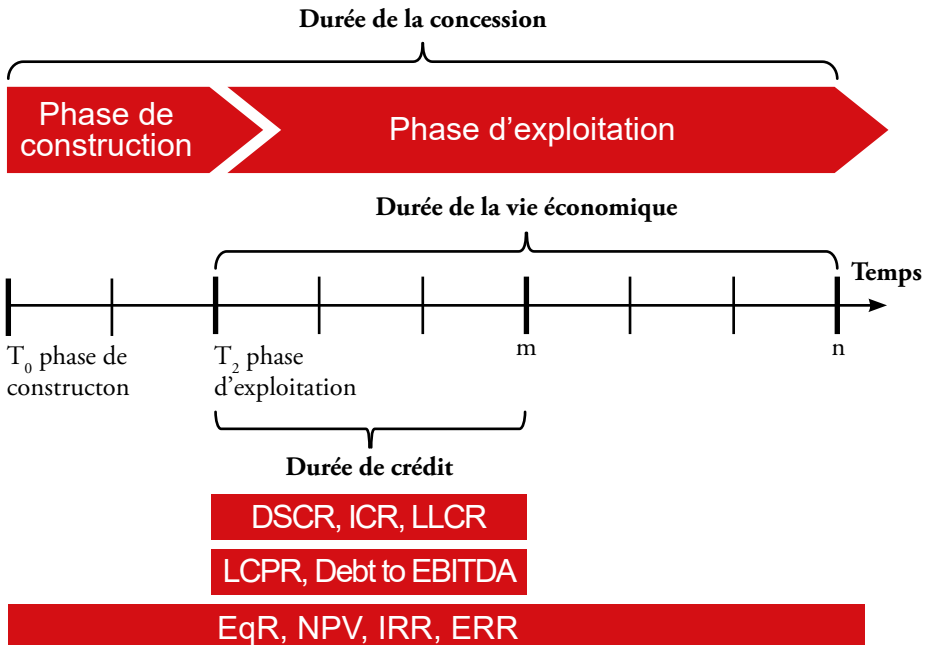 Durée de la concession
Phase de
construction
Phase d’exploitation
Durée de la vie économique
Temps
T₀ phase de
constructon
T₂ phase
d’exploitation
m
n
Durée de crédit
DSCR, ICR, LLCR
LCPR, Debt to EBITDA
EqR, NPV, IRR, ERR